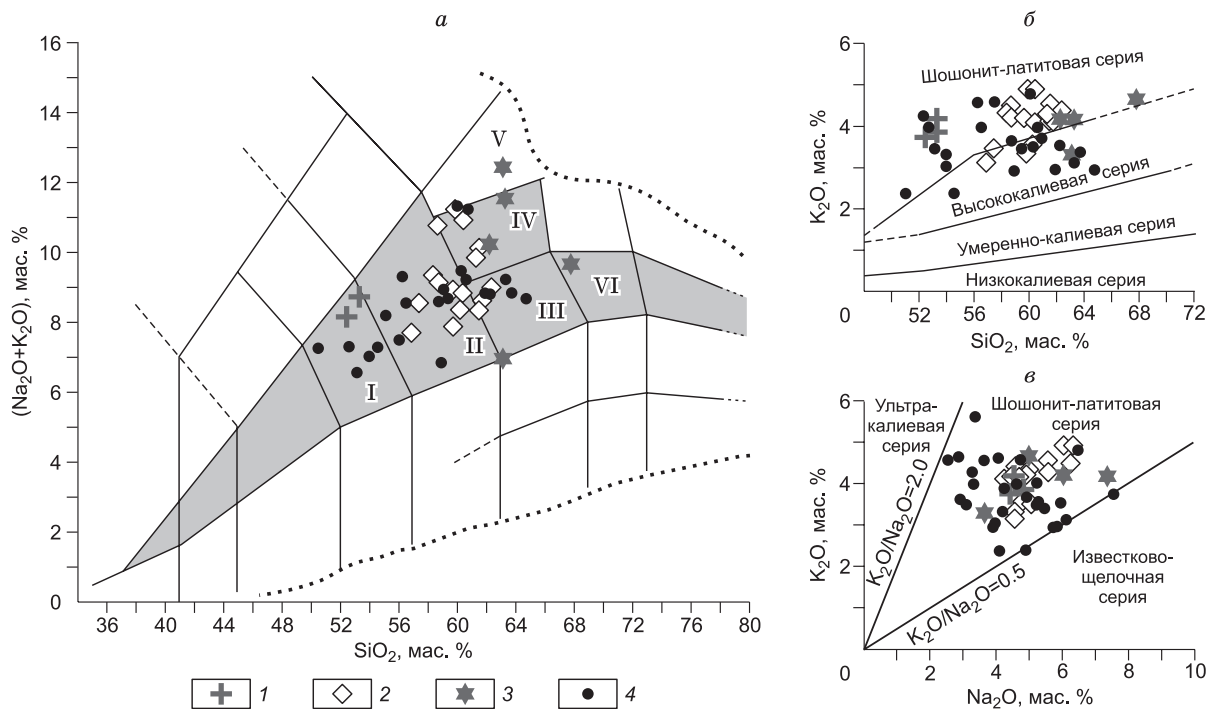 а
16
14
12
10
8
6
4
2
0
(Na₂O+K₂O), мас. %
36
40
44
48
52
56
60
64
68
72
76
80
SiO₂, мас. %
I
II
III
IV
V
VI
1
2
3
4
б
6
4
2
0
K₂O, мас. %
Шошонит-латитовая серия
Высококалиевая серия
Умеренно-калиевая серия
Низкокалиевая серия
52
56
60
64
68
72
SiO₂, мас. %
в
6
4
2
0
K₂O, мас. %
Ультра-
калиевая
серия
Шошонит-латитовая
серия
K₂O/Na₂O=2.0
K₂O/Na₂O=0.5
Известково-
щелочная
серия
2
4
6
8
10
Na₂O, мас. %